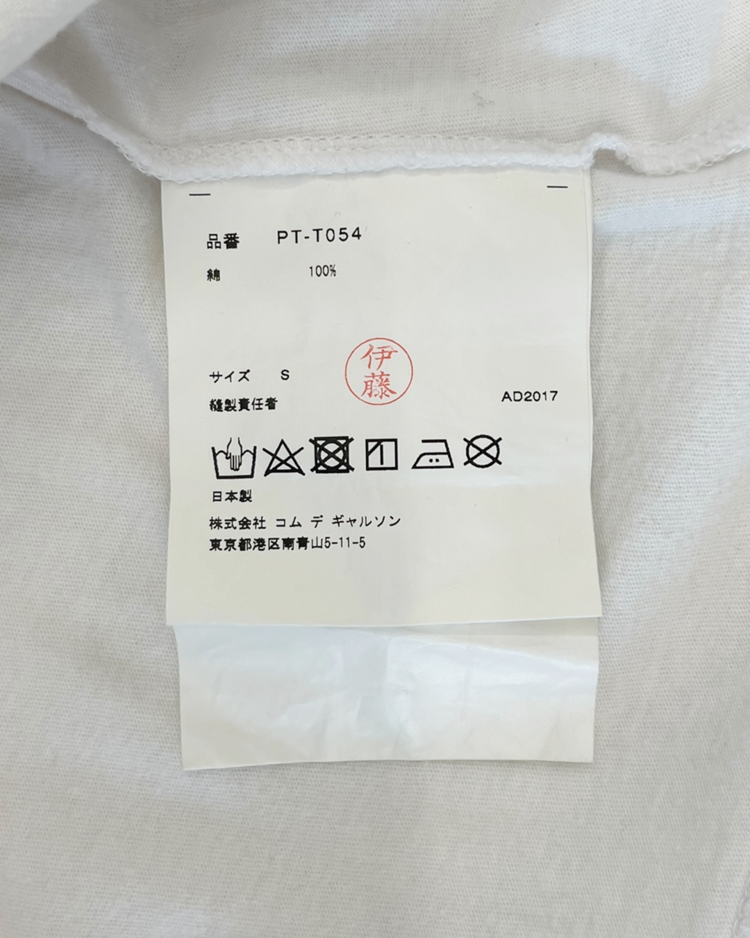 品番 PT-T054
綿 100%
伊
藤
サイズ S
縫製責任者
AD2017
日本製
株式会社 コム デ ギャルソン
東京都港区南青山5-11-5